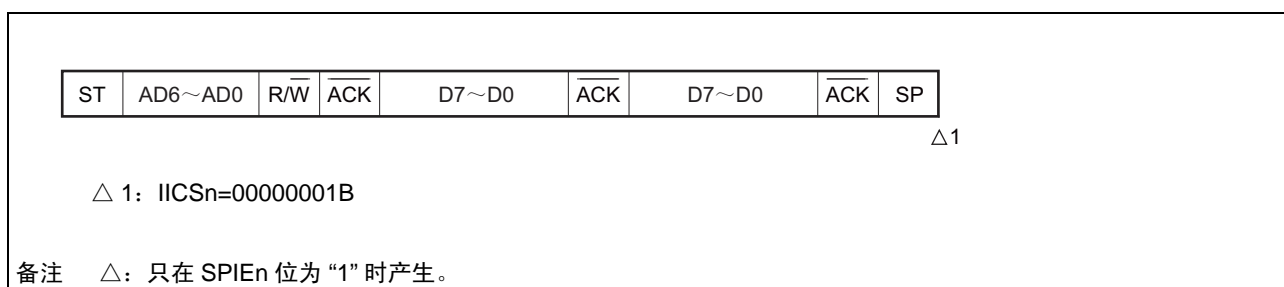 ST AD6～AD0 R/W ACK D7～D0 ACK D7～D0 ACK SP
△1
△ 1：IICSn=00000001B
备注 △：只在 SPIEn 位为 “1” 时产生。